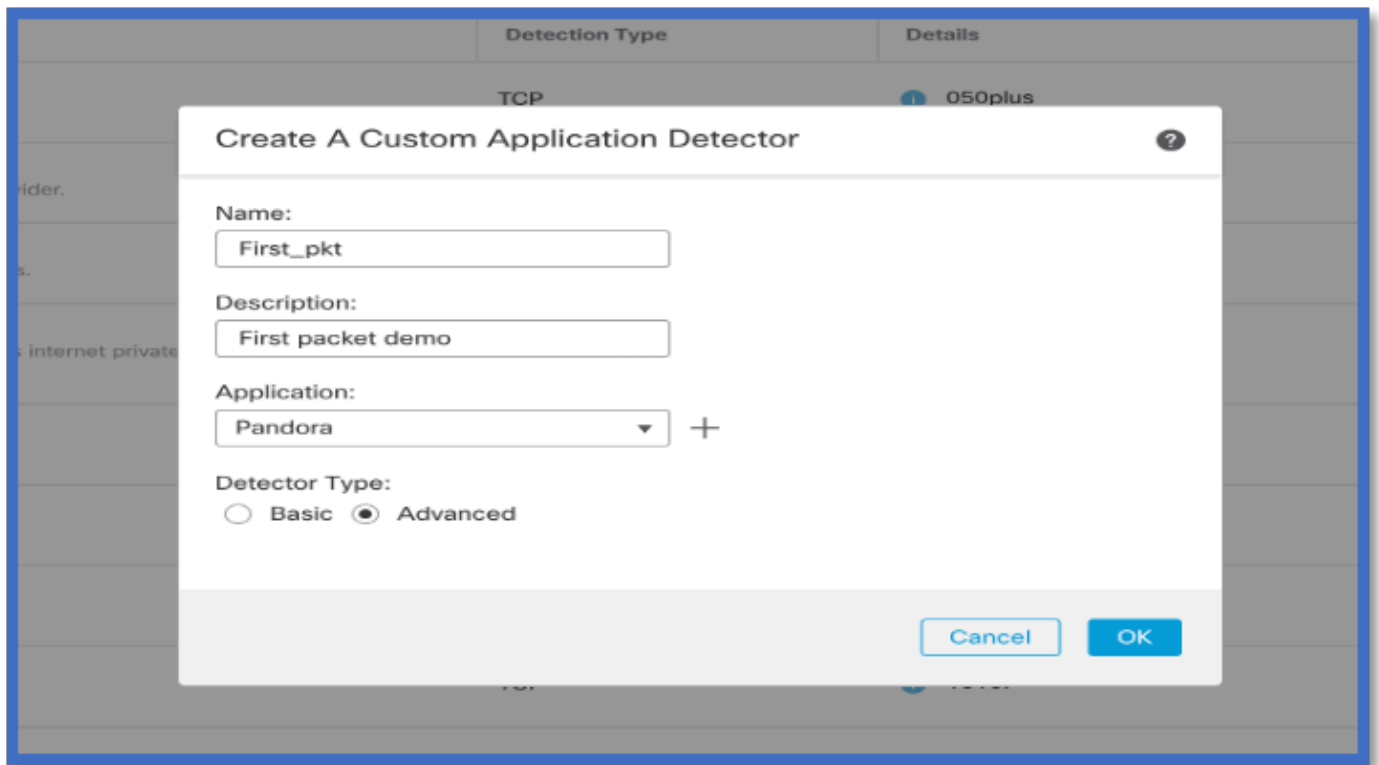 Detection Type
Details
TCP
050plus
Create A Custom Application Detector
?
vider.
Name:
First_pkt
s.
Description:
First packet demo
s internet private
Application:
Pandora
+
Detector Type:
Basic
Advanced
Cancel
OK